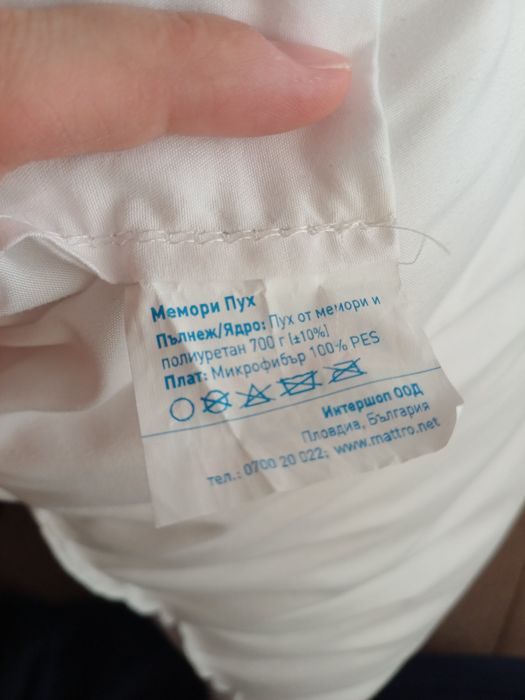 Мемори Пух
Пълнеж/Ядро: Пух от мемори и
полиуретан 700 г (±10%)
Плат: Микрофибър 100% PES
Интершоп ООД
Пловдив, България
тел.: 0700 20 022; www.mattro.net